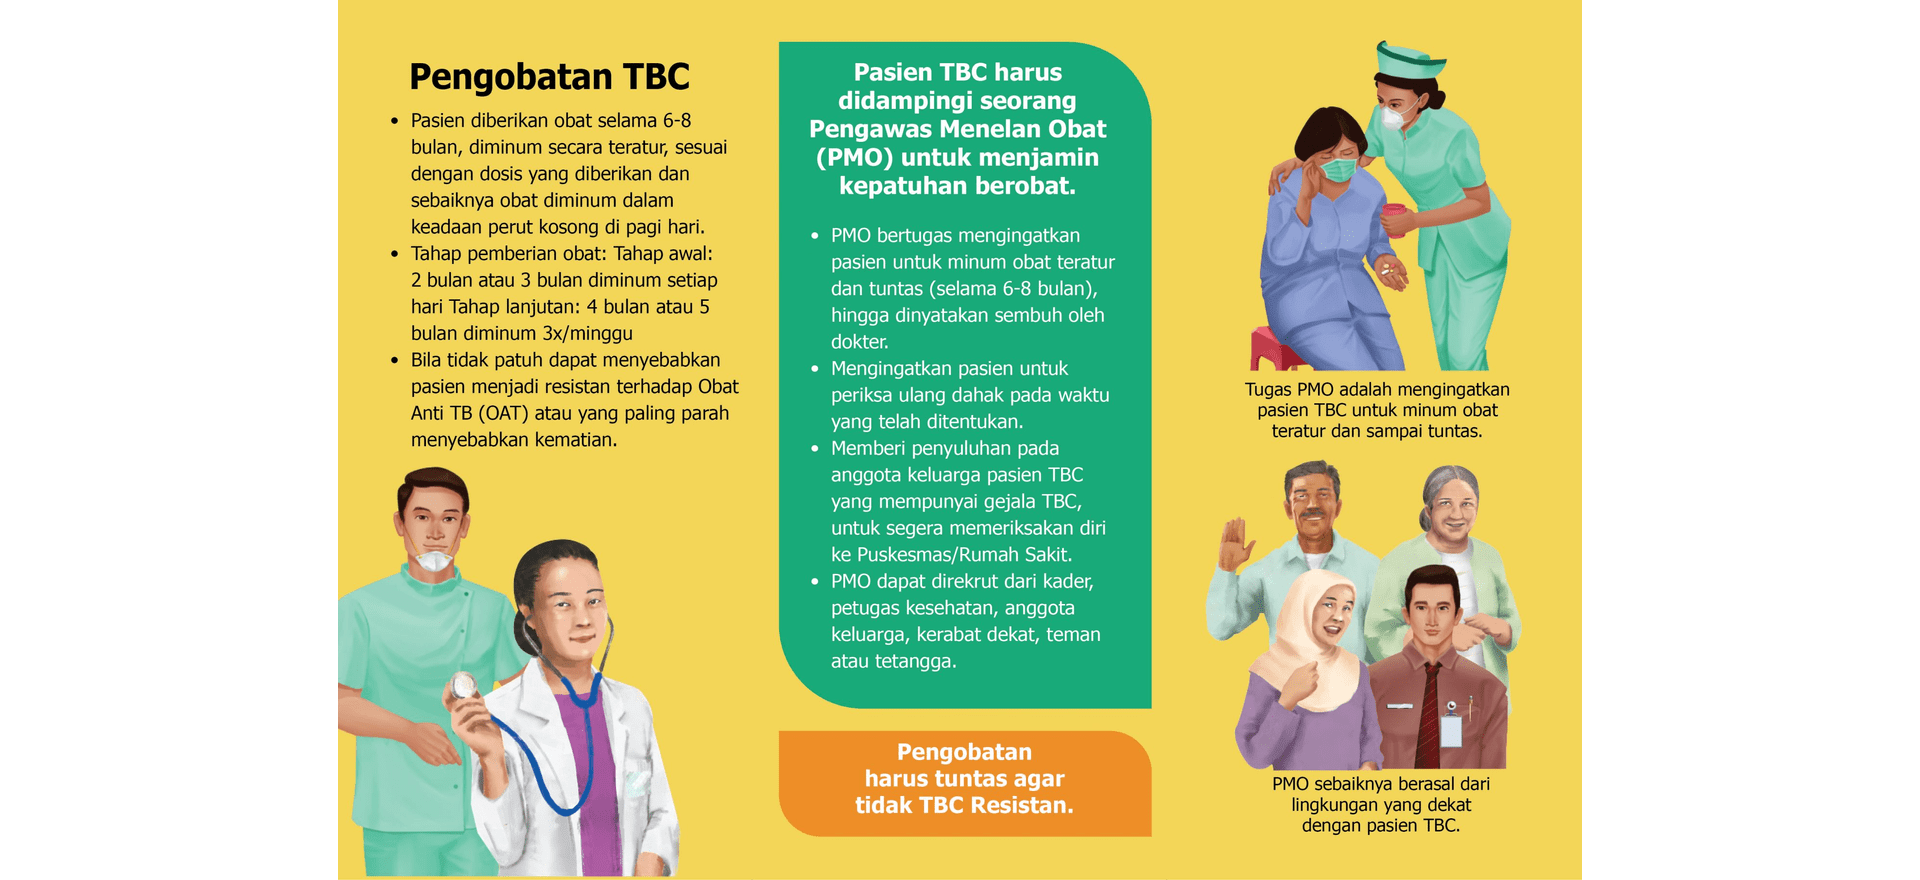 Pengobatan TBC
• Pasien diberikan obat selama 6-8
bulan, diminum secara teratur, sesuai
dengan dosis yang diberikan dan
sebaiknya obat diminum dalam
keadaan perut kosong di pagi hari.
• Tahap pemberian obat: Tahap awal:
2 bulan atau 3 bulan diminum setiap
hari Tahap lanjutan: 4 bulan atau 5
bulan diminum 3x/minggu
• Bila tidak patuh dapat menyebabkan
pasien menjadi resistan terhadap Obat
Anti TB (OAT) atau yang paling parah
menyebabkan kematian.
Pasien TBC harus
didampingi seorang
Pengawas Menelan Obat
(PMO) untuk menjamin
kepatuhan berobat.
• PMO bertugas mengingatkan
pasien untuk minum obat teratur
dan tuntas (selama 6-8 bulan),
hingga dinyatakan sembuh oleh
dokter.
• Mengingatkan pasien untuk
periksa ulang dahak pada waktu
yang telah ditentukan.
• Memberi penyuluhan pada
anggota keluarga pasien TBC
yang mempunyai gejala TBC,
untuk segera memeriksakan diri
ke Puskesmas/Rumah Sakit.
• PMO dapat direkrut dari kader,
petugas kesehatan, anggota
keluarga, kerabat dekat, teman
atau tetangga.
Pengobatan
harus tuntas agar
tidak TBC Resistan.
Tugas PMO adalah mengingatkan
pasien TBC untuk minum obat
teratur dan sampai tuntas.
PMO sebaiknya berasal dari
lingkungan yang dekat
dengan pasien TBC.